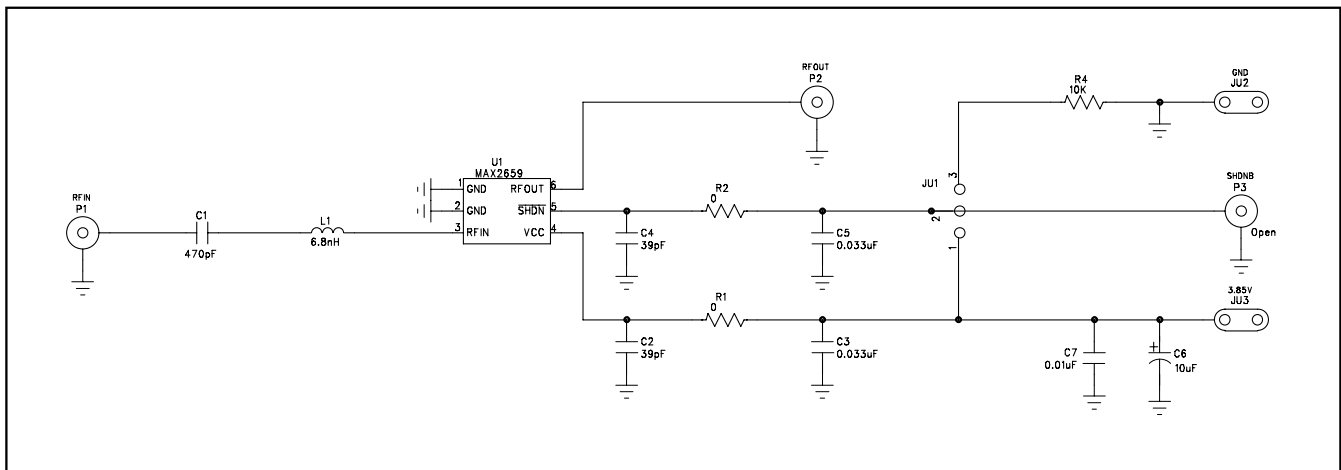 RFOUT
P2
R4
10K
GND
JU2
U1
MAX2659
1 GND RFOUT 6
2 GND SHDN 5
3 RFIN VCC 4
RFIN
P1
C1
470pF
L1
6.8nH
R2
0
C4
39pF
C5
0.033uF
JU1
3
2
1
SHDNB
P3
Open
R1
0
C2
39pF
C3
0.033uF
3.85V
JU3
C7
0.01uF
+
C6
10uF